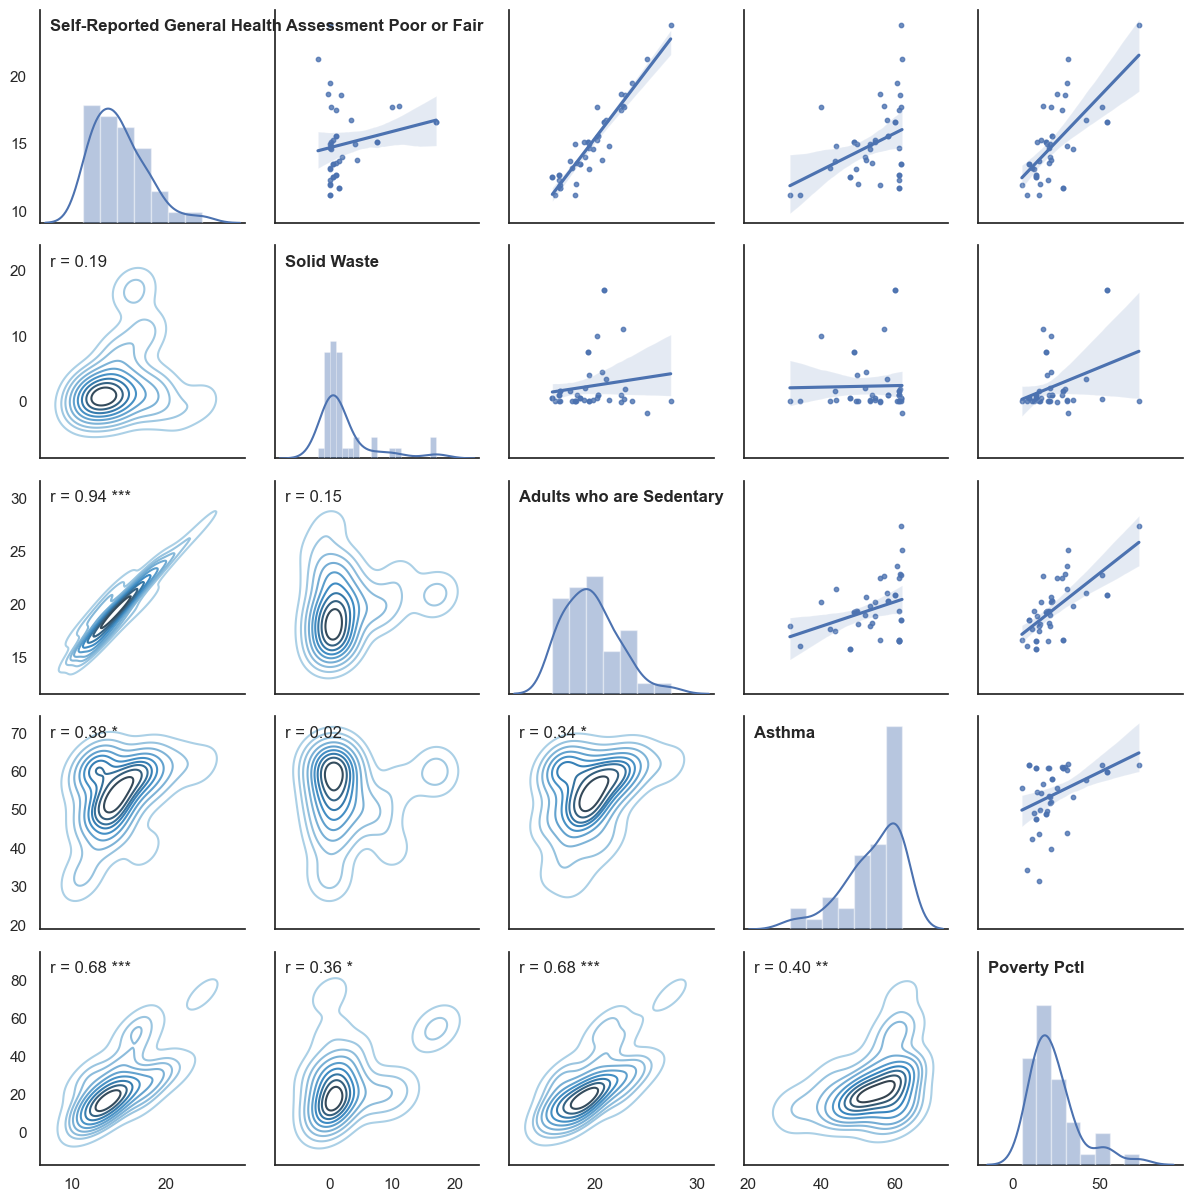 Self-Reported General Health Assessment Poor or Fair
20
15
10
r = 0.19
Solid Waste
20
10
0
r = 0.94 ***
r = 0.15
Adults who are Sedentary
30
25
20
15
r = 0.38 *
r = 0.02
r = 0.34 *
Asthma
70
60
50
40
30
20
r = 0.68 ***
r = 0.36 *
r = 0.68 ***
r = 0.40 **
Poverty Pctl
80
60
40
20
0
10 20 0 10 20 20 30 20 40 60 0 50